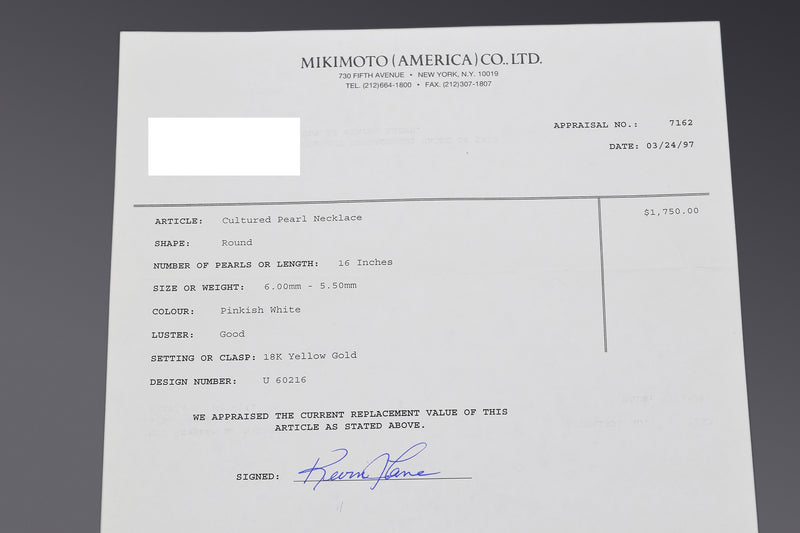 MIKIMOTO (AMERICA) CO., LTD.
730 FIFTH AVENUE • NEW YORK, N.Y. 10019
TEL. (212)664-1800 • FAX. (212)307-1807
APPRAISAL NO.: 7162
DATE: 03/24/97
$1,750.00
ARTICLE: Cultured Pearl Necklace
SHAPE: Round
NUMBER OF PEARLS OR LENGTH: 16 Inches
SIZE OR WEIGHT: 6.00mm - 5.50mm
COLOUR: Pinkish White
LUSTER: Good
SETTING OR CLASP: 18K Yellow Gold
DESIGN NUMBER: U 60216
WE APPRAISED THE CURRENT REPLACEMENT VALUE OF THIS
ARTICLE AS STATED ABOVE.
SIGNED: Kevin Hane